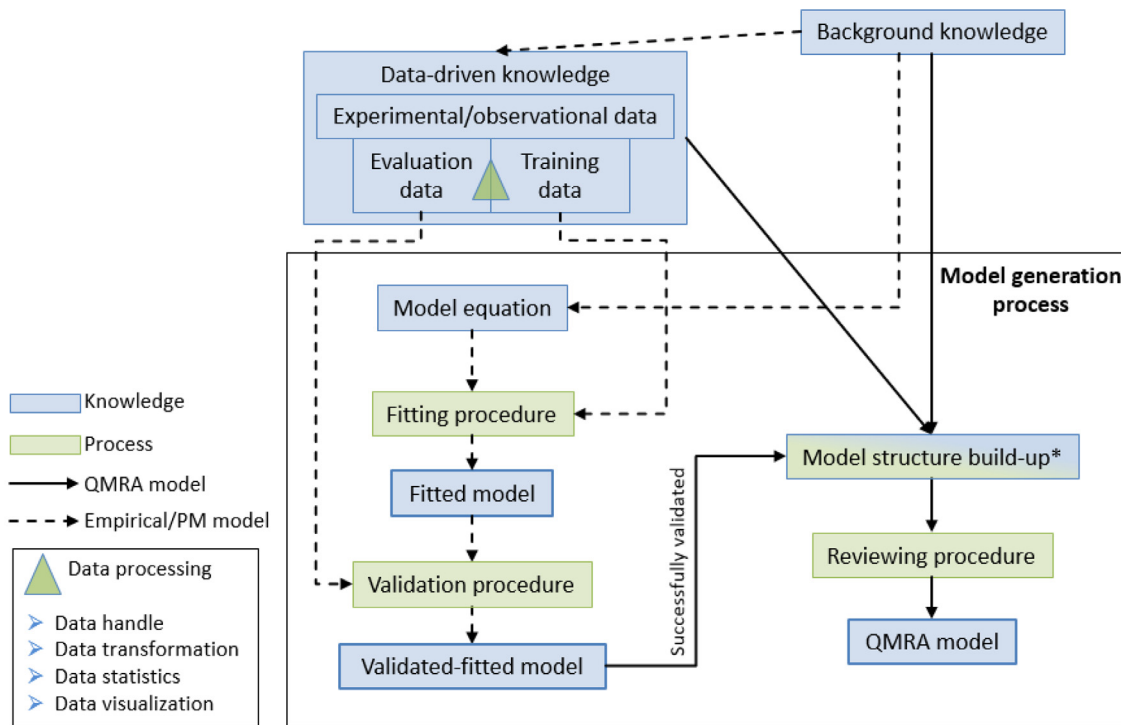 Background knowledge
Data-driven knowledge
Experimental/observational data
Evaluation
data
Training
data
Model generation
process
Model equation
Knowledge
Process
QMRA model
Empirical/PM model
Fitting procedure
Model structure build-up*
Fitted model
Successfully validated
Reviewing procedure
Data processing
Data handle
Data transformation
Data statistics
Data visualization
Validation procedure
Validated-fitted model
QMRA model